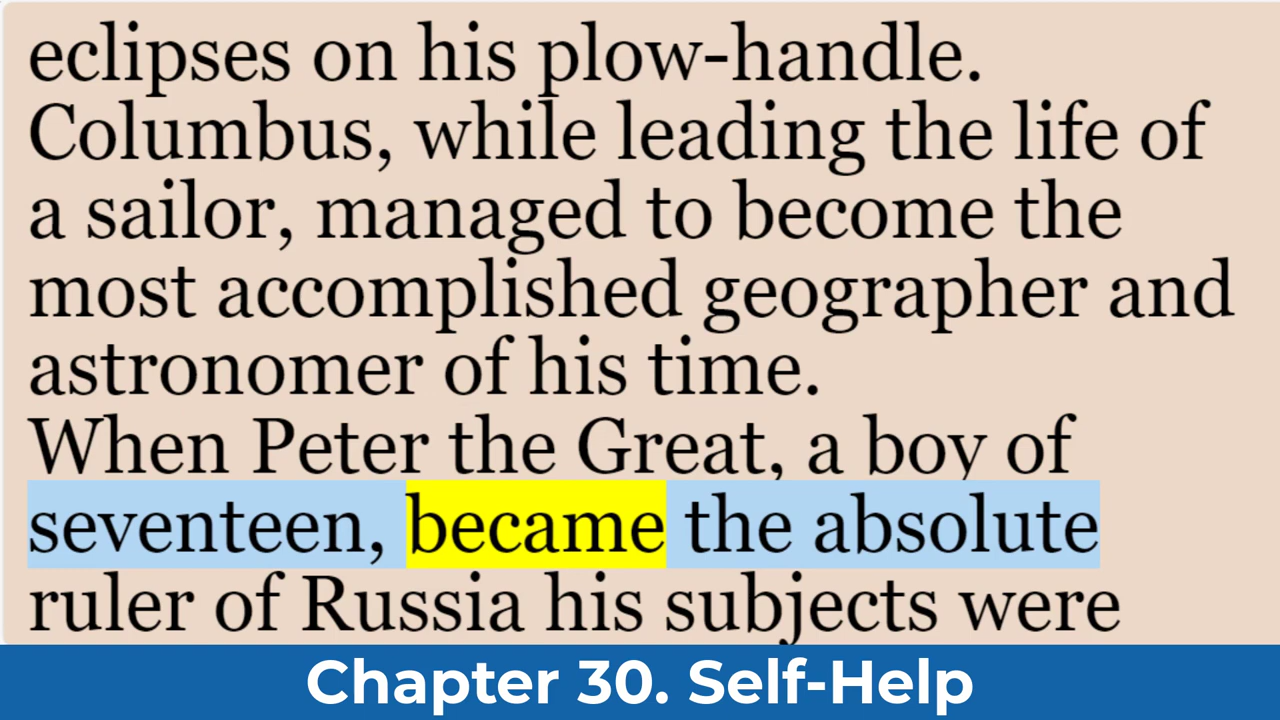 eclipses on his plow-handle.
Columbus, while leading the life of
a sailor, managed to become the
most accomplished geographer and
astronomer of his time.
When Peter the Great, a boy of
seventeen, became the absolute
ruler of Russia his subjects were
Chapter 30. Self-Help